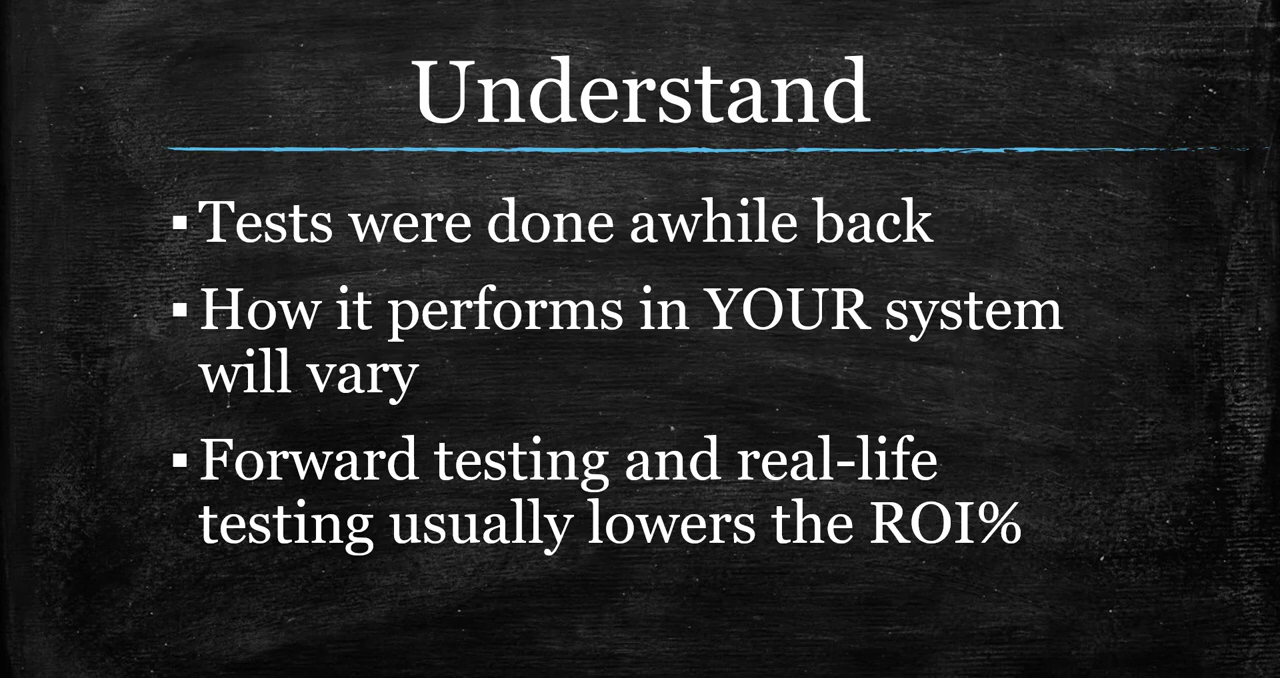 Understand
▪ Tests were done awhile back
▪ How it performs in YOUR system
will vary
▪ Forward testing and real-life
testing usually lowers the ROI%